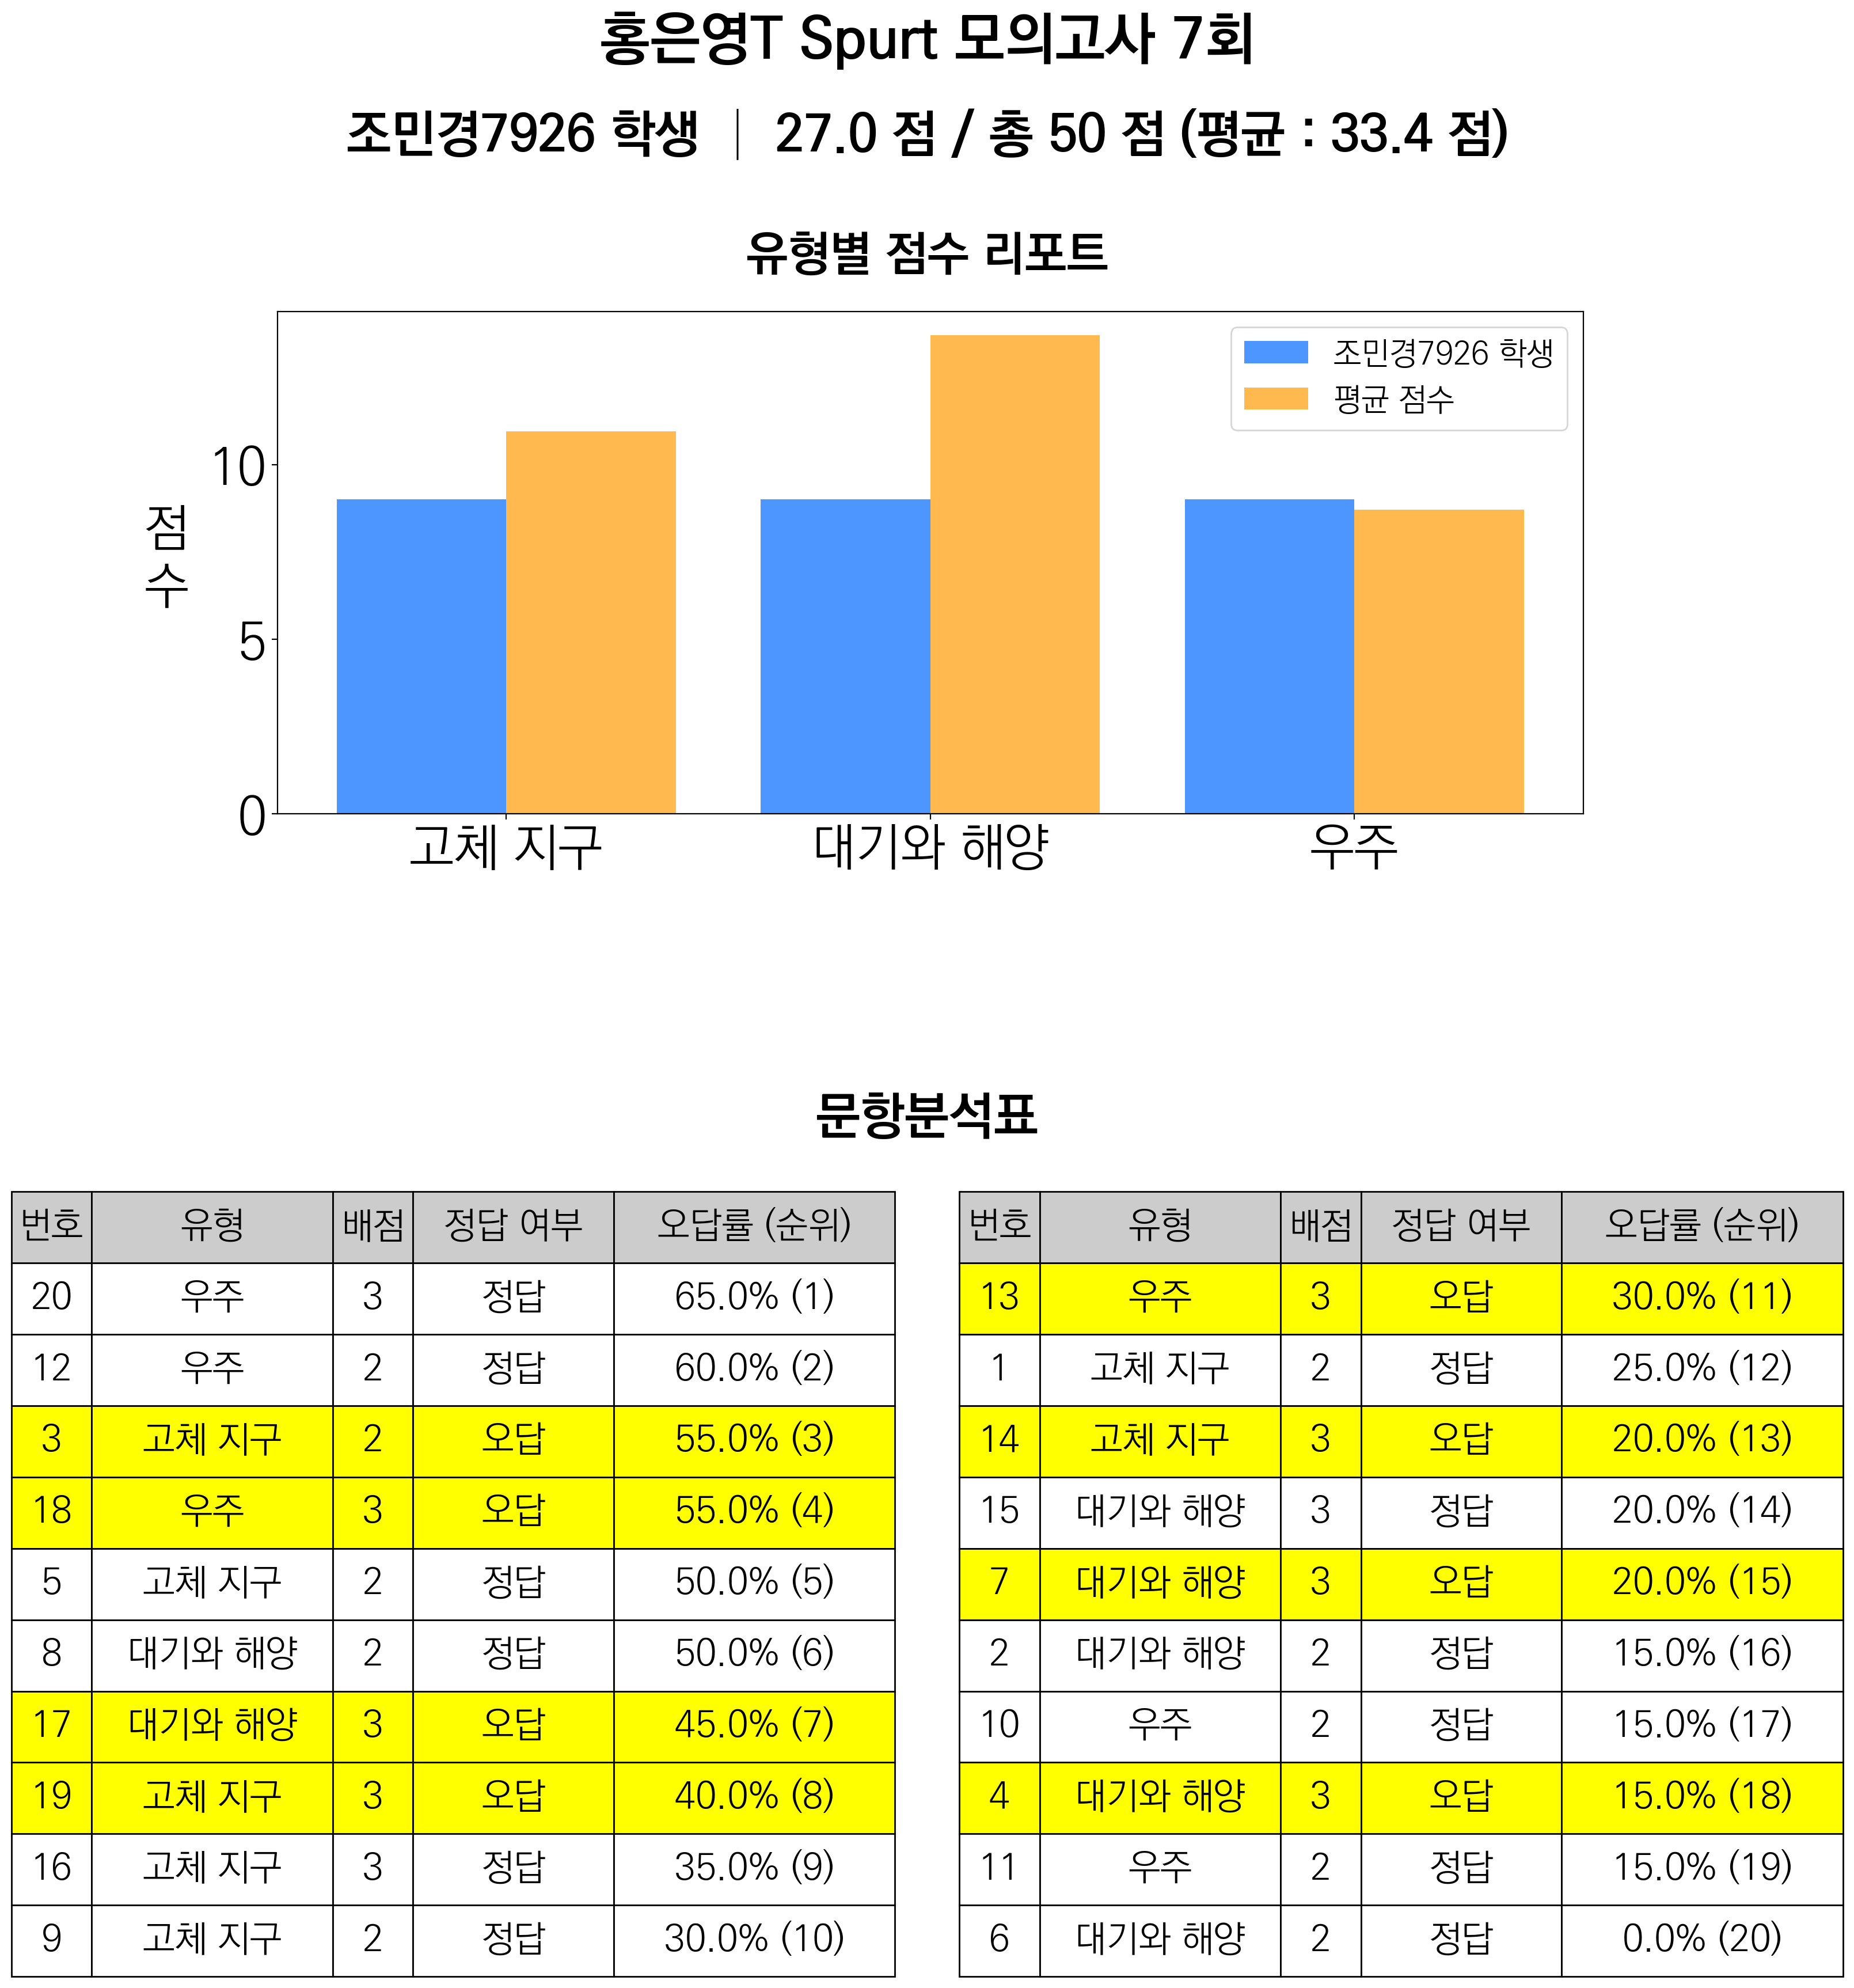 홍은영T Spurt 모의고사 7회
조민경7926 학생 │ 27.0 점 / 총 50 점 (평균 : 33.4 점)
유형별 점수 리포트
조민경7926 학생
평균 점수
점
수
10
5
0
고체 지구 대기와 해양 우주
문항분석표
번호 유형 배점 정답 여부 오답률 (순위)
20 우주 3 정답 65.0% (1)
12 우주 2 정답 60.0% (2)
3 고체 지구 2 오답 55.0% (3)
18 우주 3 오답 55.0% (4)
5 고체 지구 2 정답 50.0% (5)
8 대기와 해양 2 정답 50.0% (6)
17 대기와 해양 3 오답 45.0% (7)
19 고체 지구 3 오답 40.0% (8)
16 고체 지구 3 정답 35.0% (9)
9 고체 지구 2 정답 30.0% (10)
번호 유형 배점 정답 여부 오답률 (순위)
13 우주 3 오답 30.0% (11)
1 고체 지구 2 정답 25.0% (12)
14 고체 지구 3 오답 20.0% (13)
15 대기와 해양 3 정답 20.0% (14)
7 대기와 해양 3 오답 20.0% (15)
2 대기와 해양 2 정답 15.0% (16)
10 우주 2 정답 15.0% (17)
4 대기와 해양 3 오답 15.0% (18)
11 우주 2 정답 15.0% (19)
6 대기와 해양 2 정답 0.0% (20)